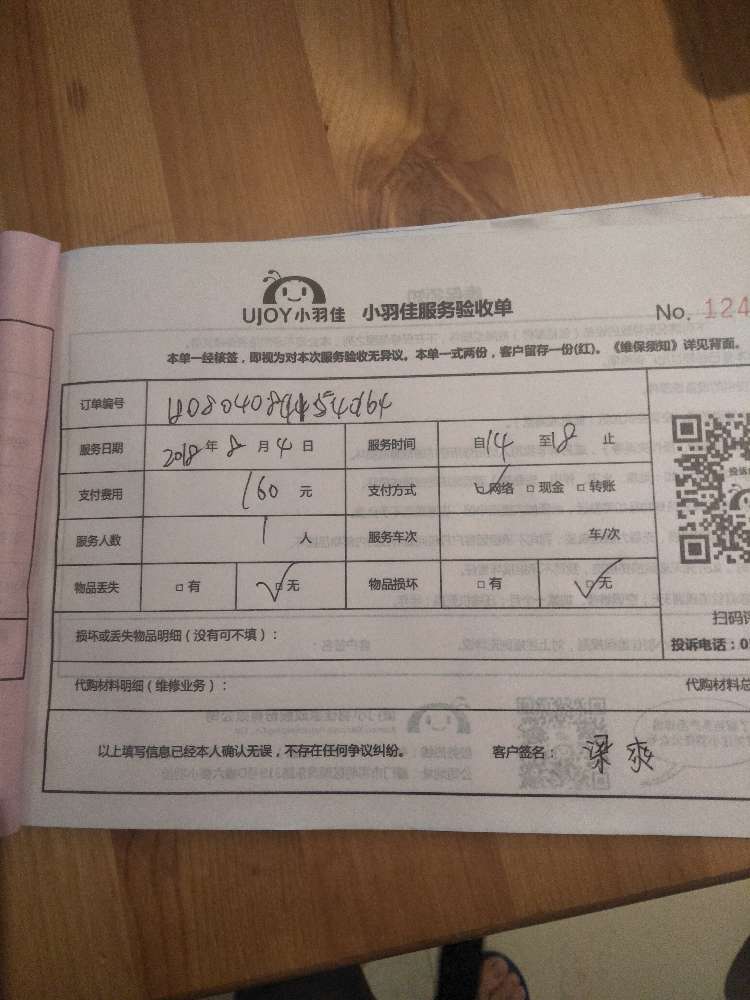 UJOY小羽佳 小羽佳服务验收单
No. 124
本单一经核签，即视为对本次服务验收无异议。本单一式两份，客户留存一份(红)。《维保须知》详见背面。
订单编号
服务日期 2018 年 8 月 4 日 服务时间 自14 至18 止
支付费用 160 元 支付方式 网络 现金 转账
服务人数 1 人 服务车次 车/次
物品丢失 有 无 物品损坏 有 无
损坏或丢失物品明细（没有可不填）：
扫码
投诉电话：0
代购材料明细（维修业务）： 代购材料总
以上填写信息已经本人确认无误，不存在任何争议纠纷。 客户签名： 梁爽